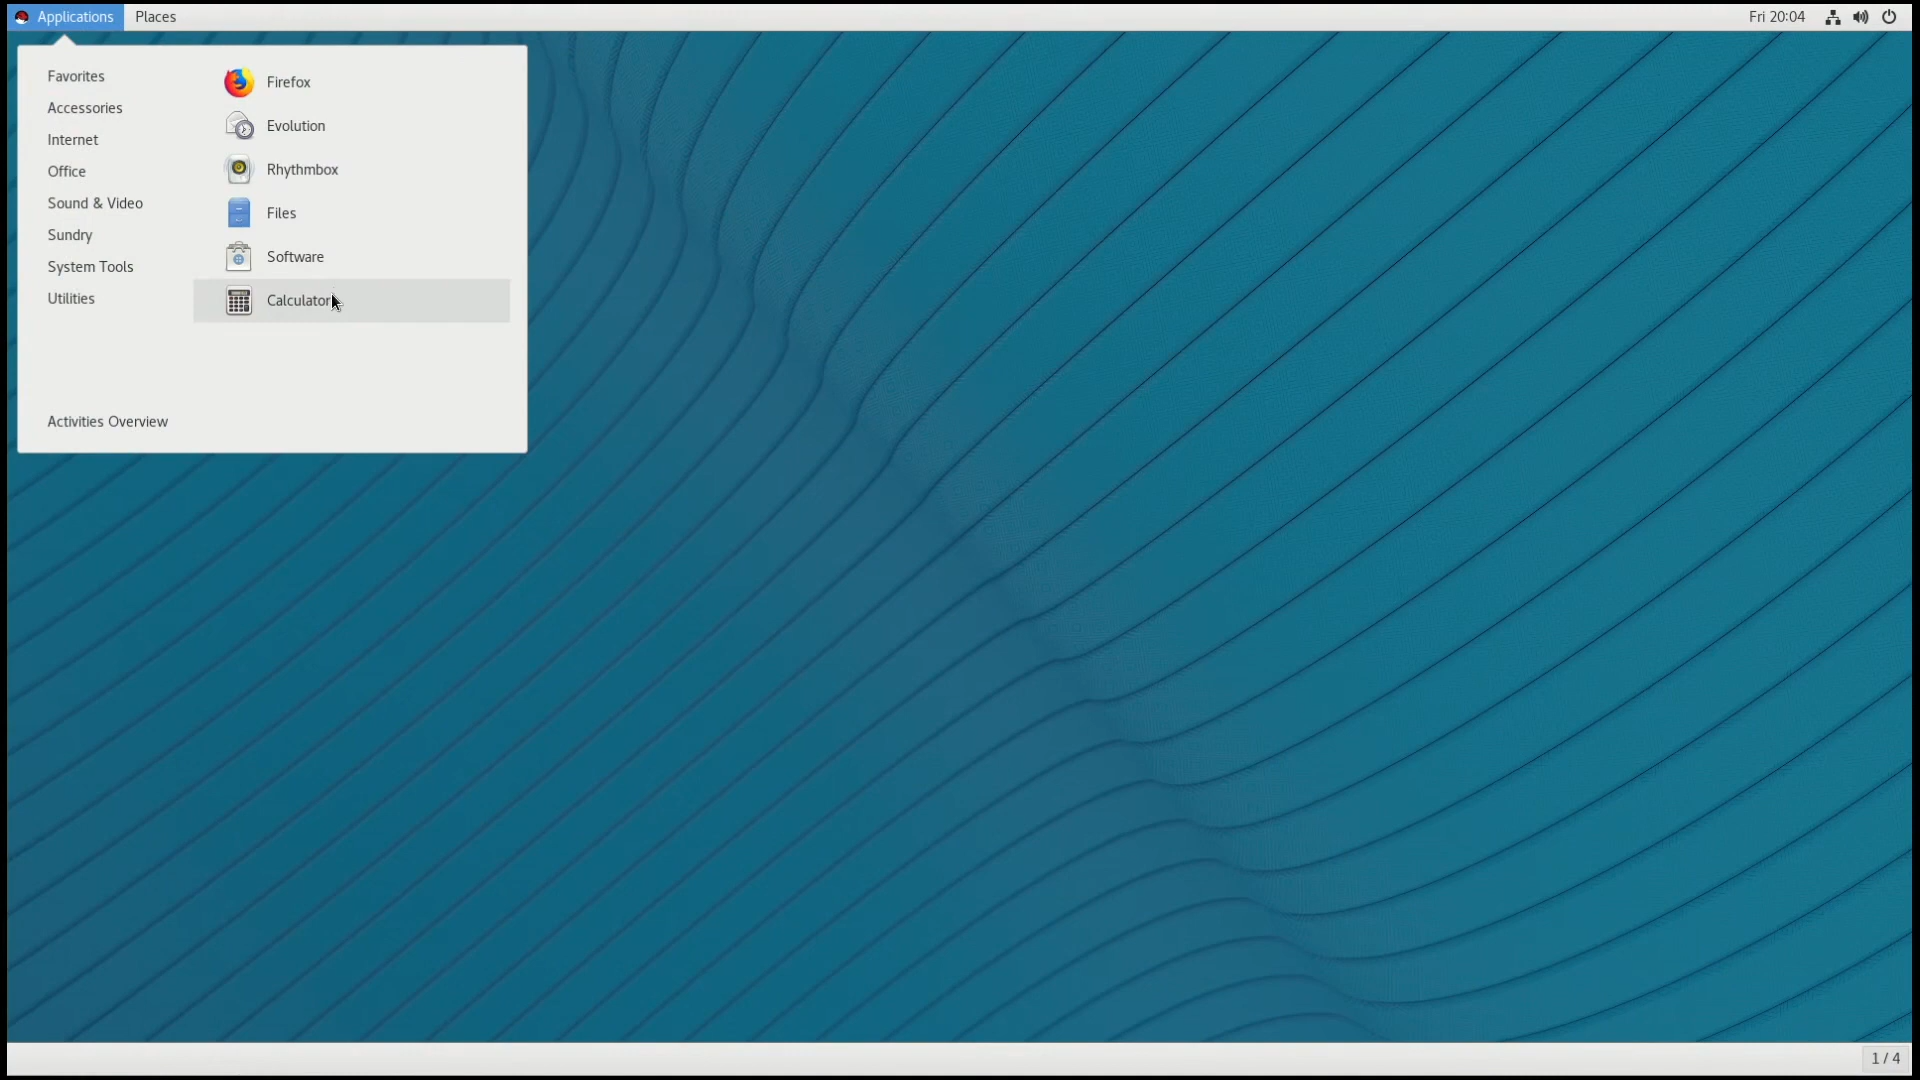 Applications Places Fri 20:04
Favorites
Accessories
Internet
Office
Sound & Video
Sundry
System Tools
Utilities
Activities Overview
Firefox
Evolution
Rhythmbox
Files
Software
Calculator
1 / 4